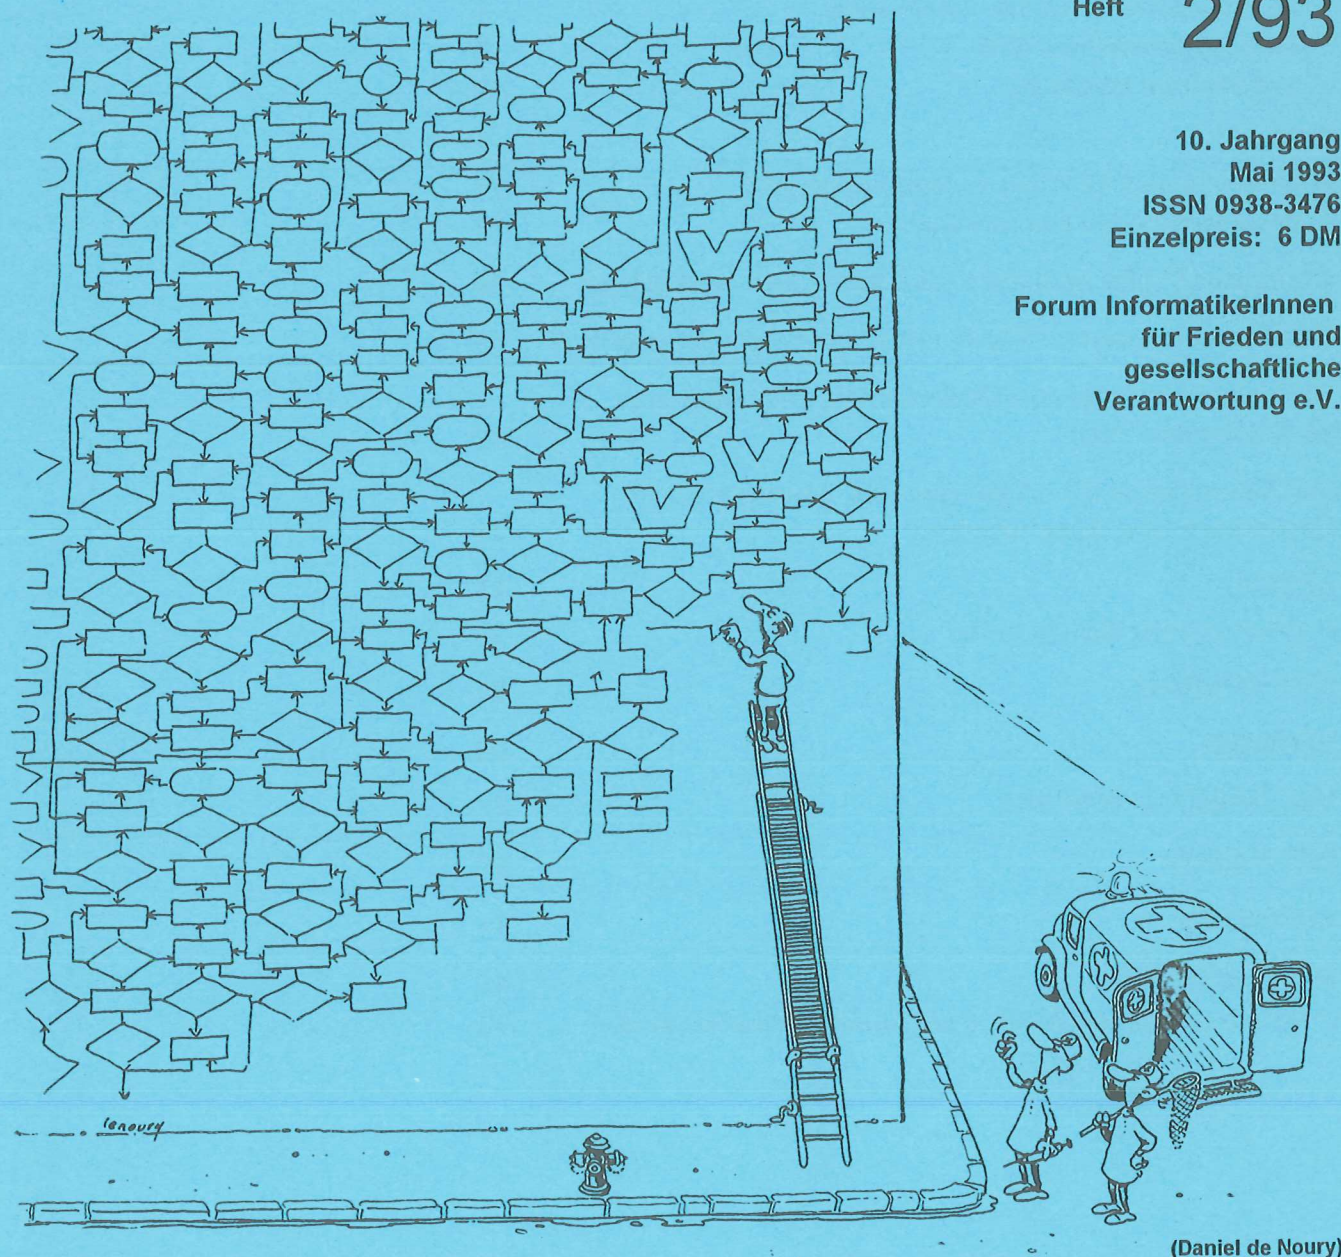 Heft 2/93
10. Jahrgang
Mai 1993
ISSN 0938-3476
Einzelpreis: 6 DM
Forum InformatikerInnen
für Frieden und
gesellschaftliche
Verantwortung e.V.
(Daniel de Noury)